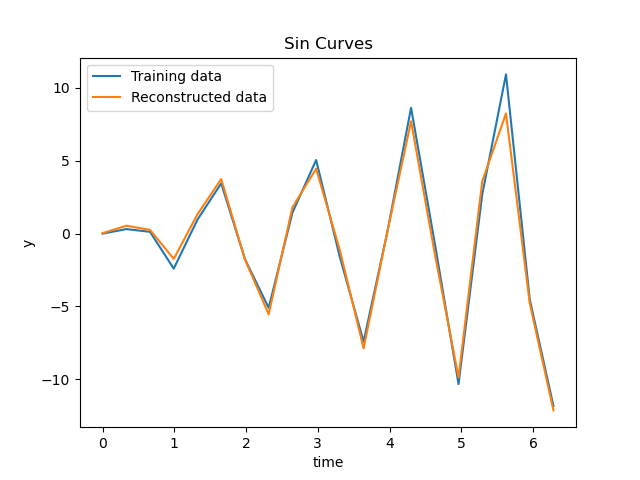 Sin Curves
Training data
Reconstructed data
10
5
0
−5
−10
y
0 1 2 3 4 5 6
time